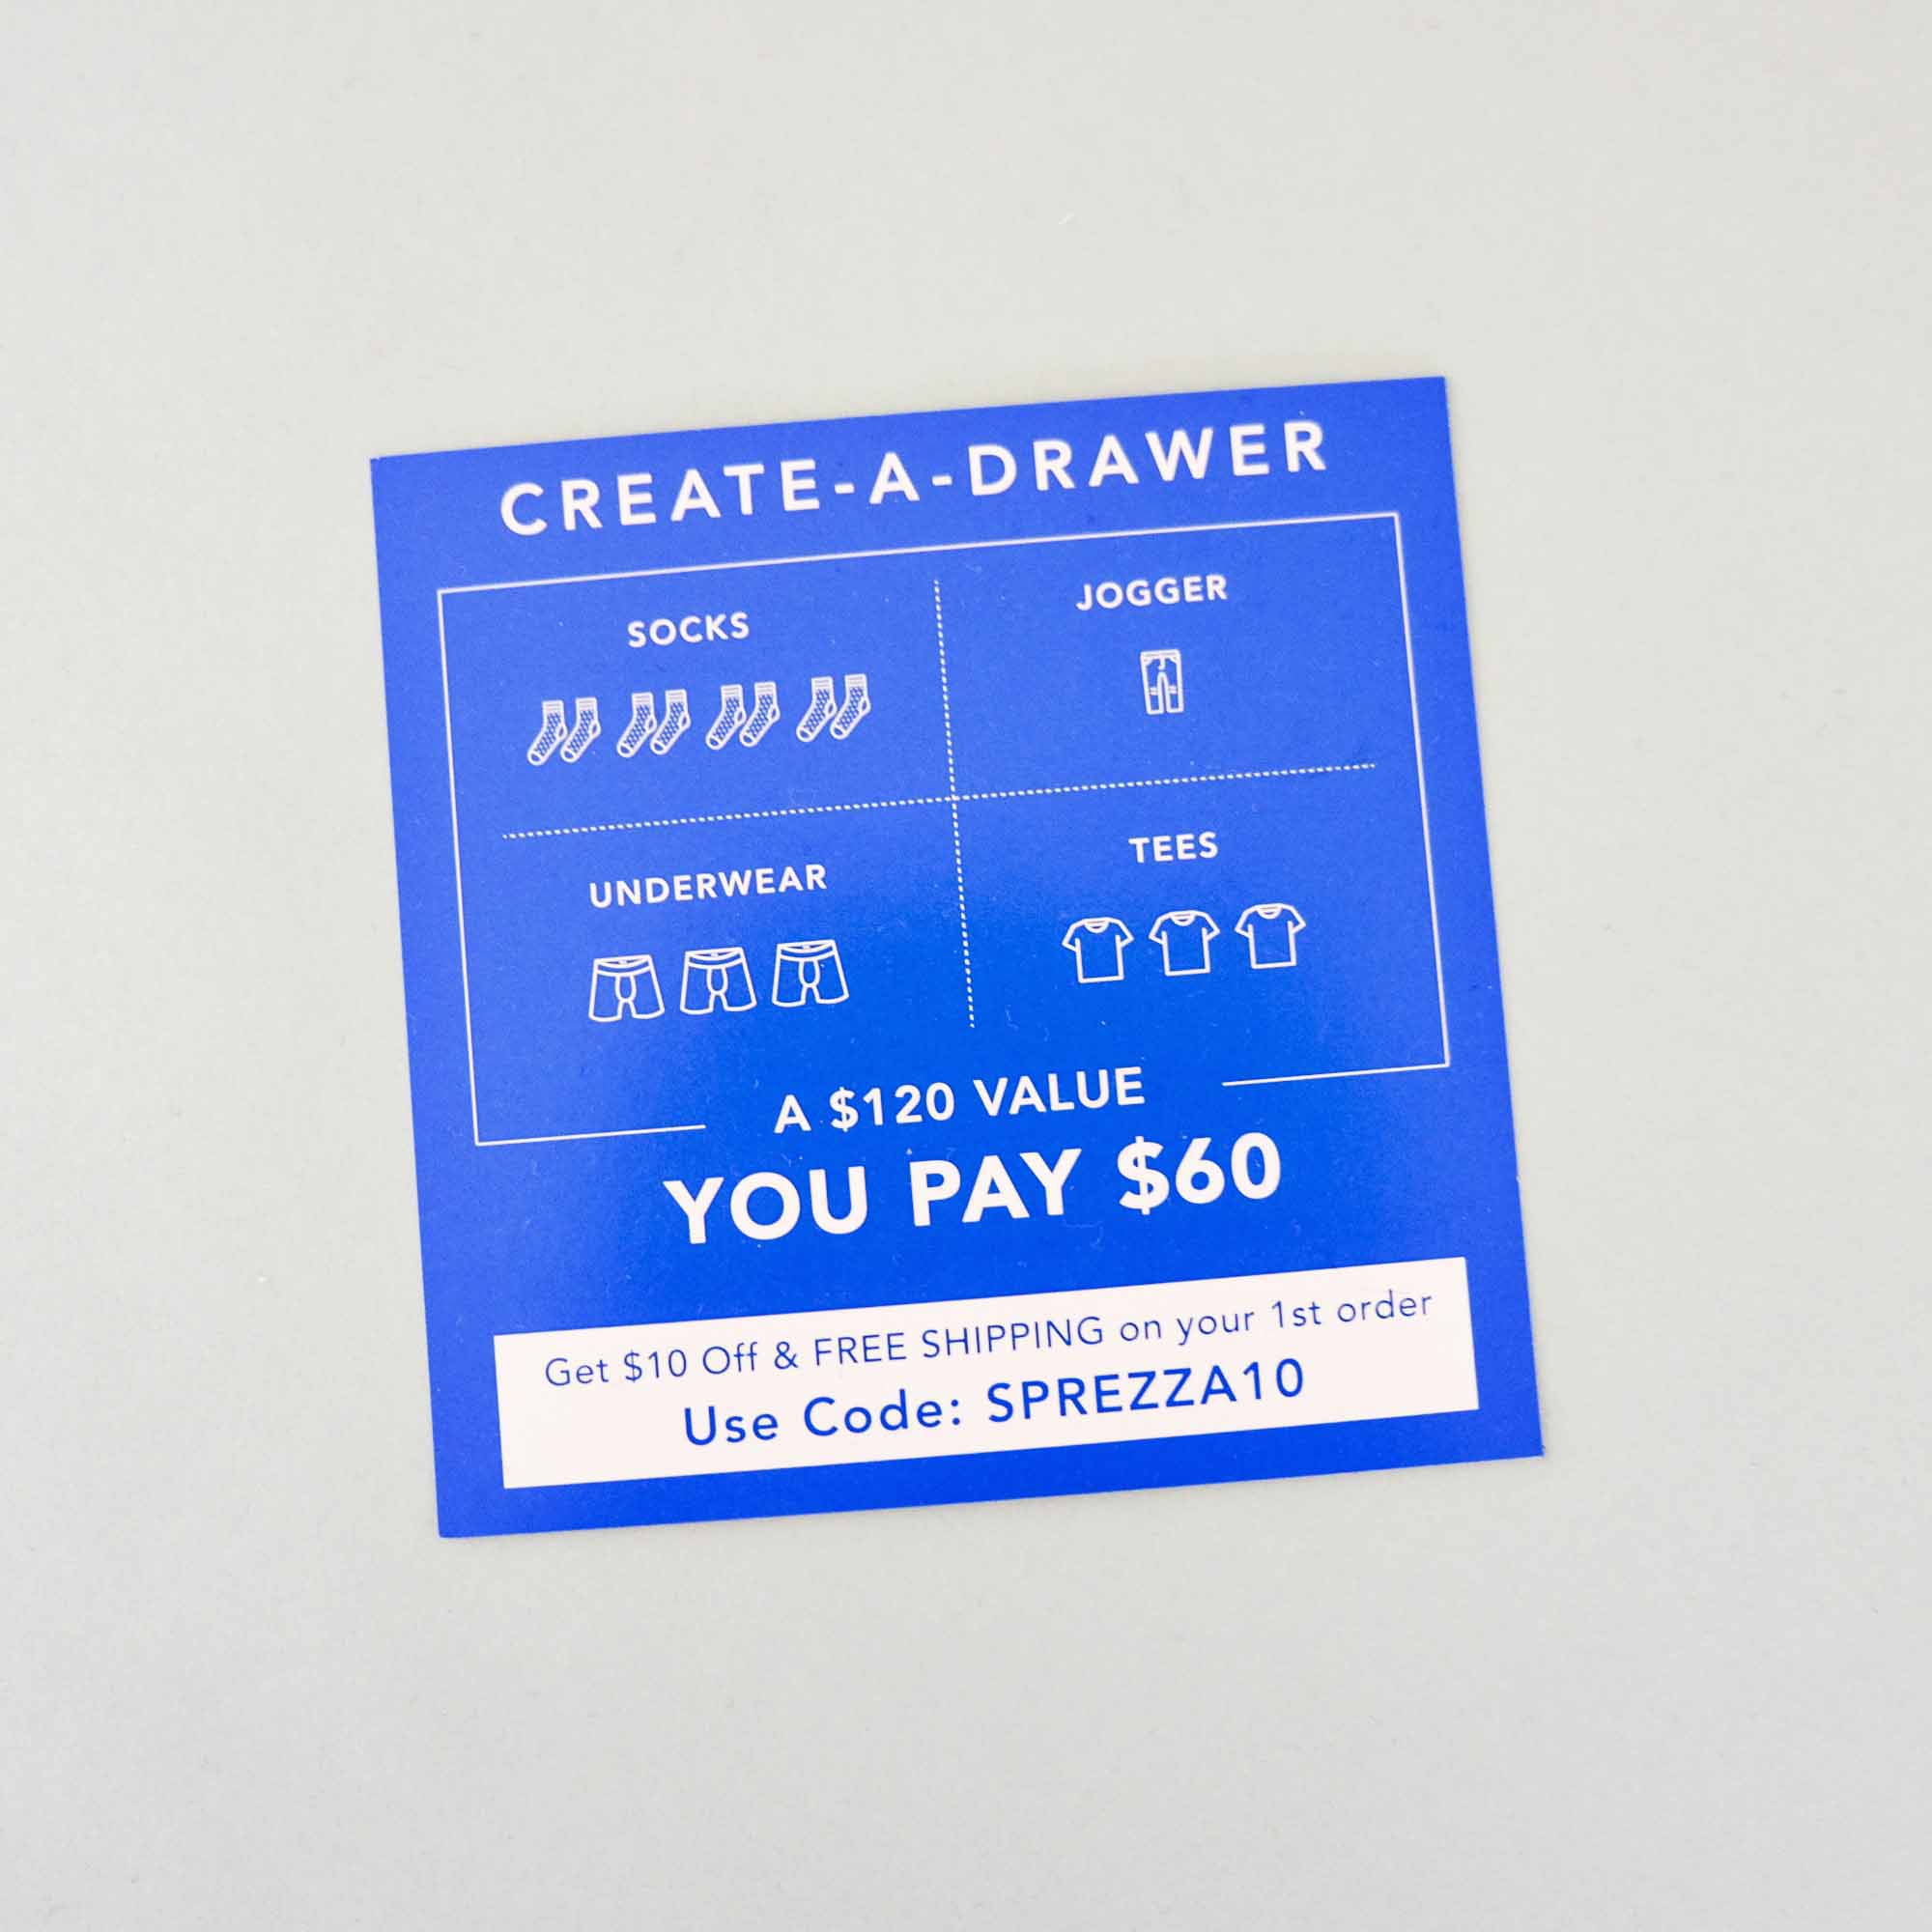 CREATE-A-DRAWER
SOCKS
JOGGER
UNDERWEAR
TEES
A $120 VALUE
YOU PAY $60
Get $10 Off & FREE SHIPPING on your 1st order
Use Code: SPREZZA10